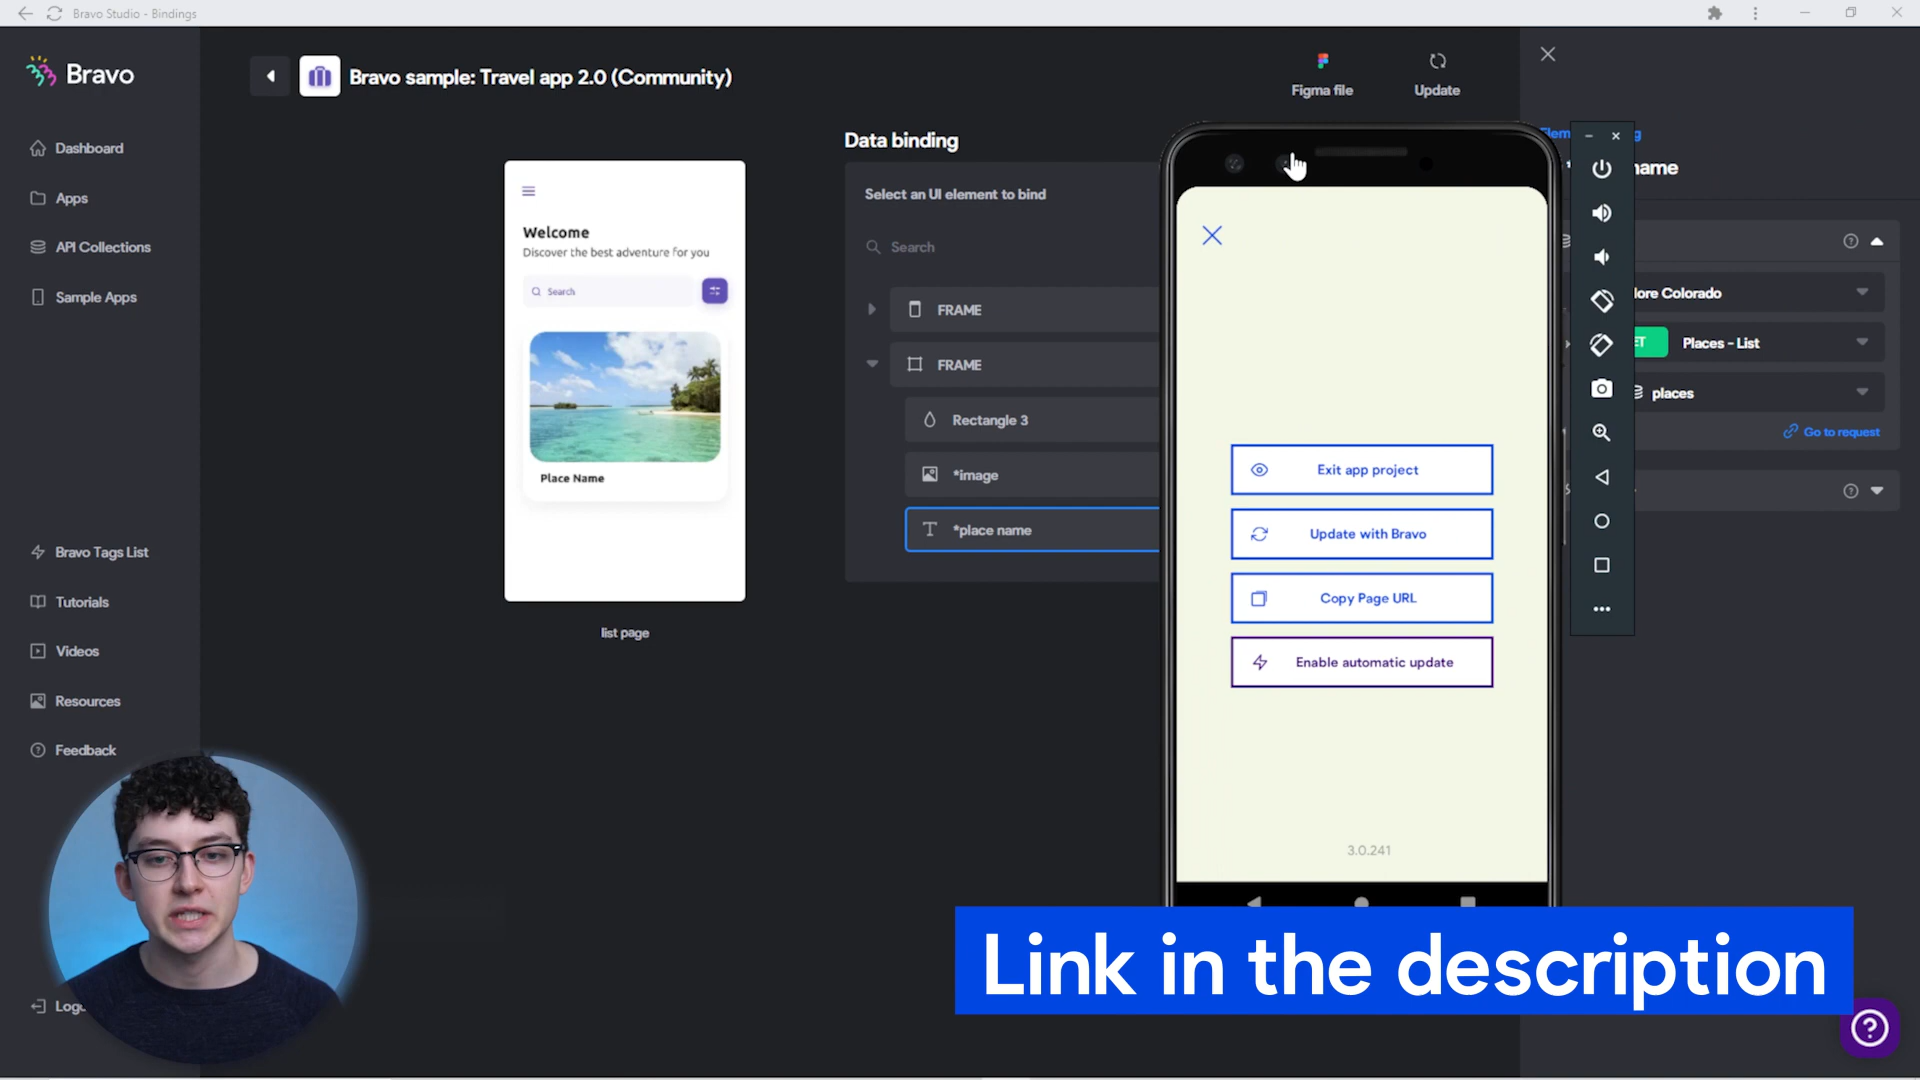 Bravo Studio - Bindings
Bravo
Bravo sample: Travel app 2.0 (Community)
Figma file
Update
Dashboard
Apps
API Collections
Sample Apps
Bravo Tags List
Tutorials
Videos
Resources
Feedback
Welcome
Discover the best adventure for you
Search
Place Name
list page
Data binding
Select an UI element to bind
Search
FRAME
FRAME
Rectangle 3
*image
*place name
Exit app project
Update with Bravo
Copy Page URL
Enable automatic update
3.0.241
name
lore Colorado
ET Places - List
places
Go to request
Link in the description